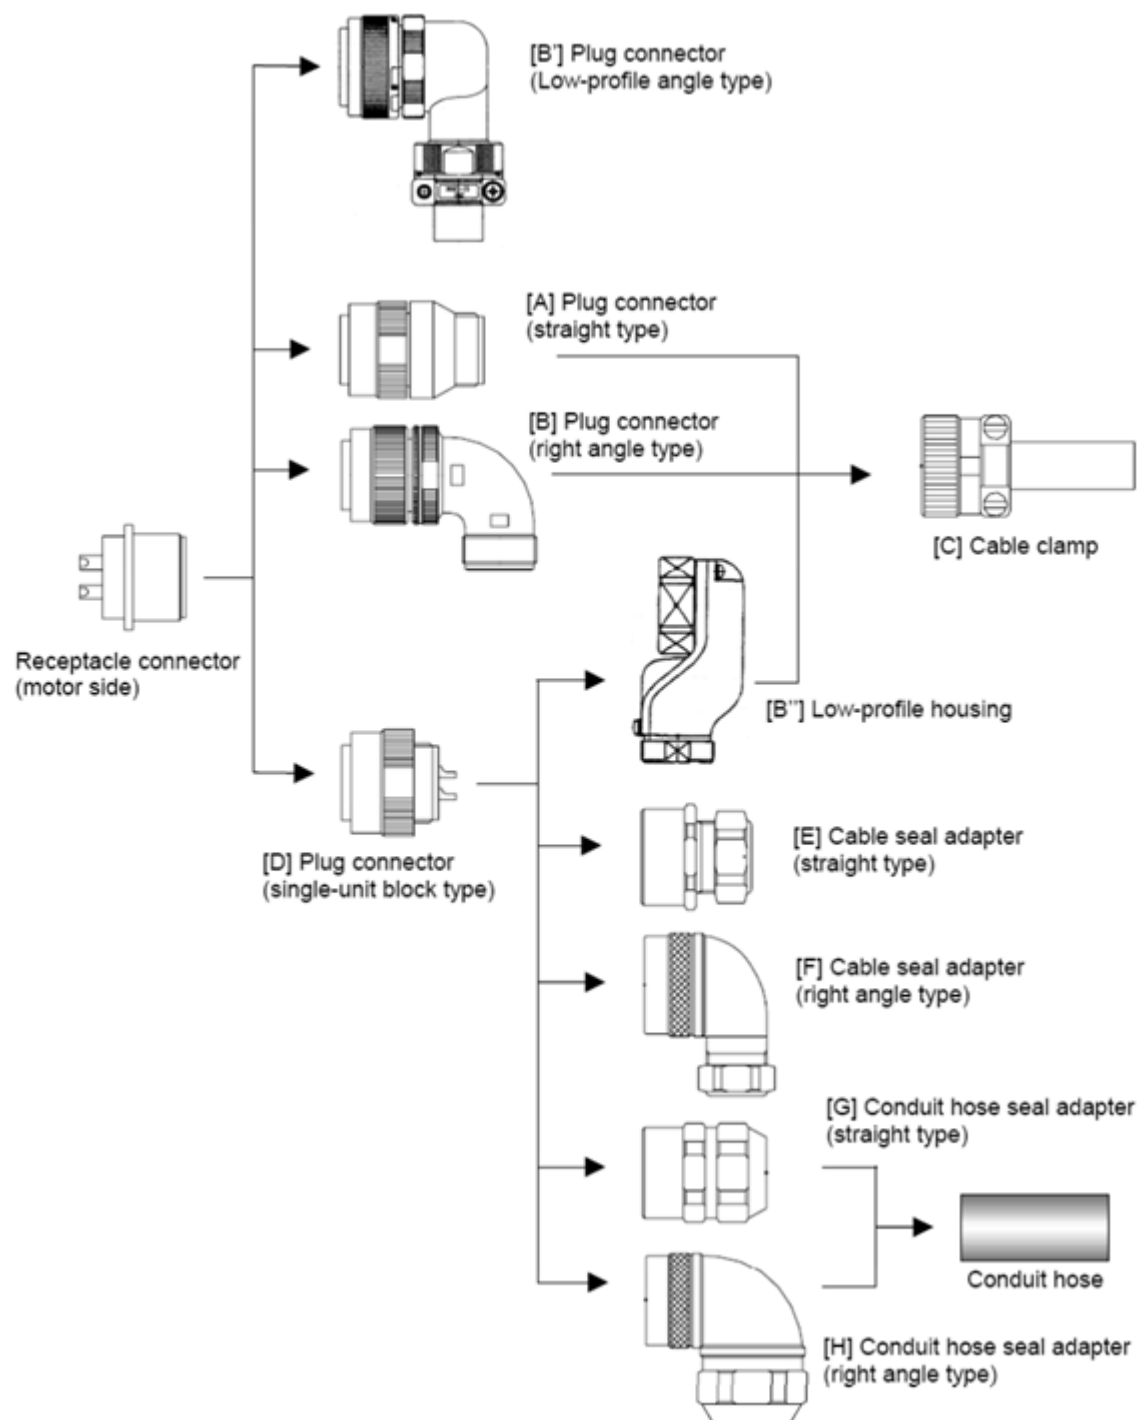 [B'] Plug connector
(Low-profile angle type)
[A] Plug connector
(straight type)
[B] Plug connector
(right angle type)
[C] Cable clamp
Receptacle connector
(motor side)
[B''] Low-profile housing
[D] Plug connector
(single-unit block type)
[E] Cable seal adapter
(straight type)
[F] Cable seal adapter
(right angle type)
[G] Conduit hose seal adapter
(straight type)
Conduit hose
[H] Conduit hose seal adapter
(right angle type)